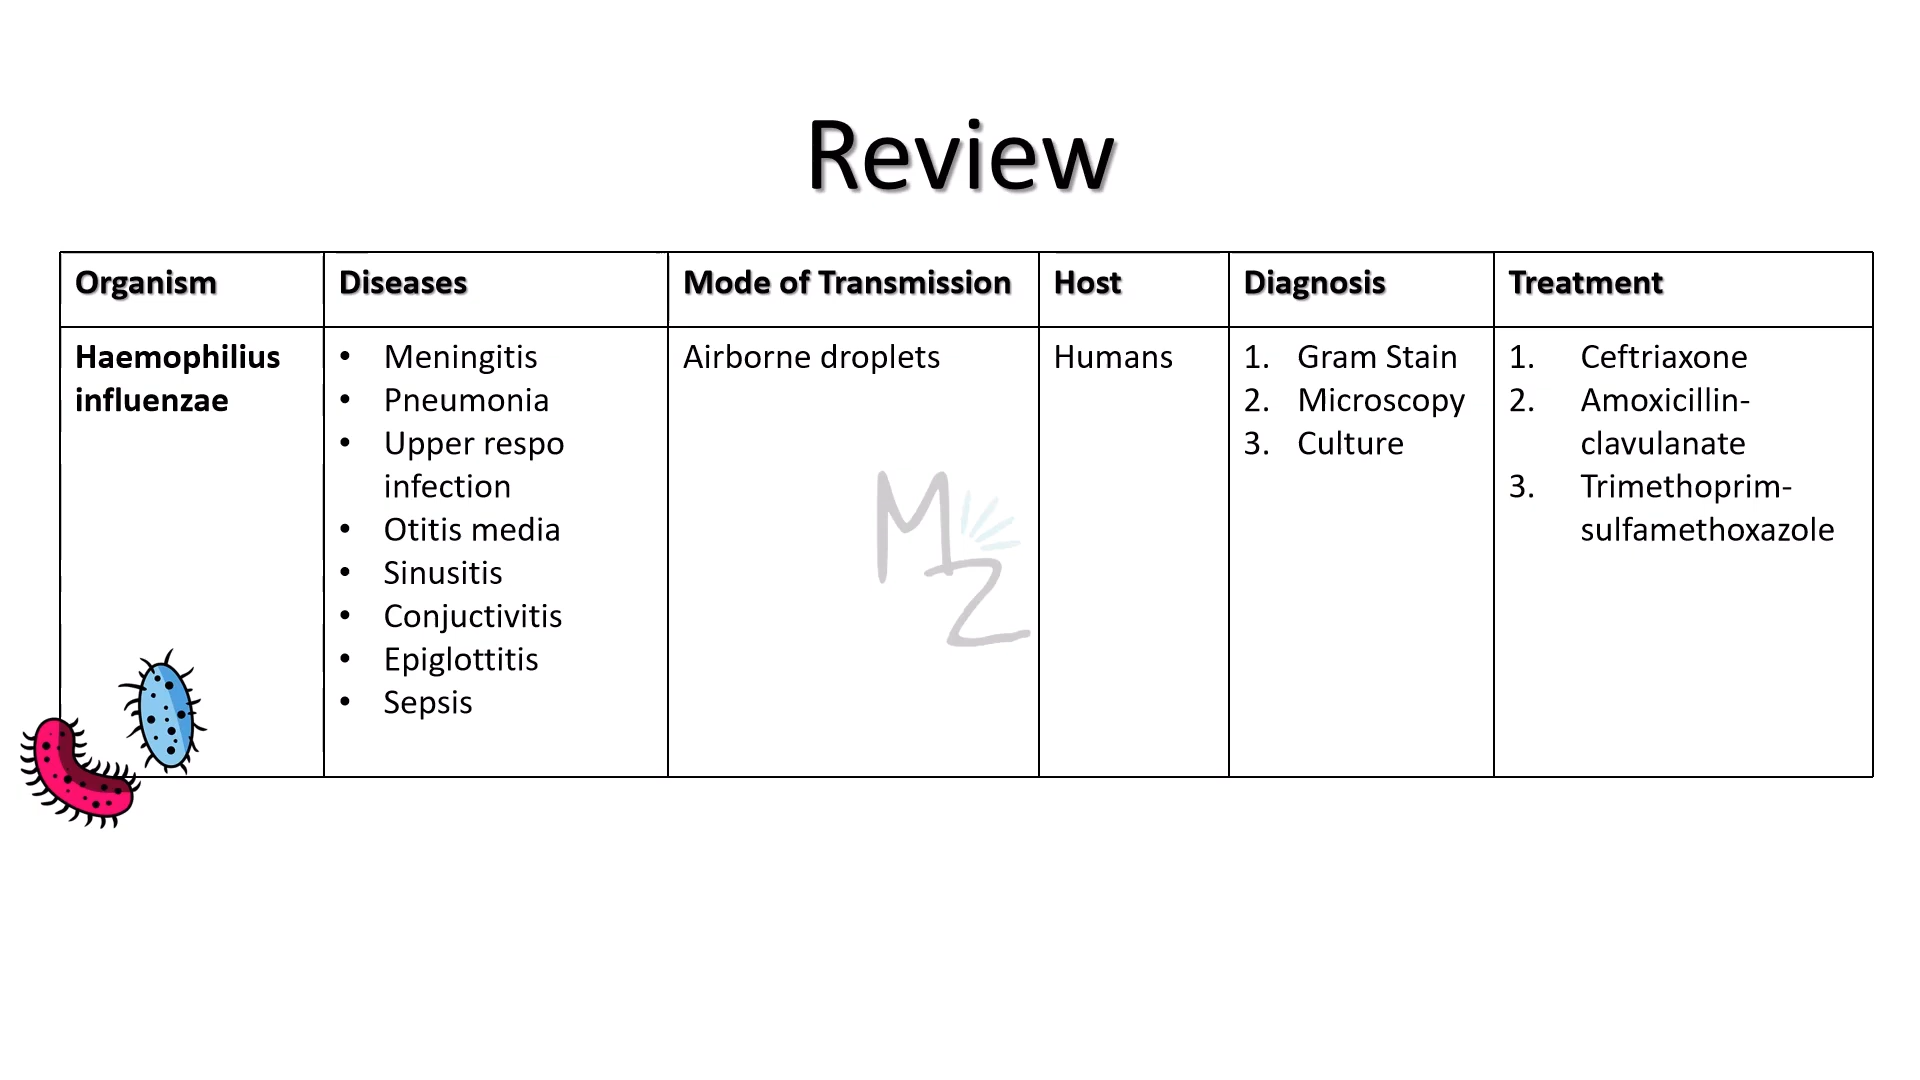 Review
Organism
Diseases
Mode of Transmission
Host
Diagnosis
Treatment
Haemophilius
influenzae
• Meningitis
• Pneumonia
• Upper respo
infection
• Otitis media
• Sinusitis
• Conjuctivitis
• Epiglottitis
• Sepsis
Airborne droplets
Humans
1. Gram Stain
2. Microscopy
3. Culture
1. Ceftriaxone
2. Amoxicillin-
clavulanate
3. Trimethoprim-
sulfamethoxazole
M
Z